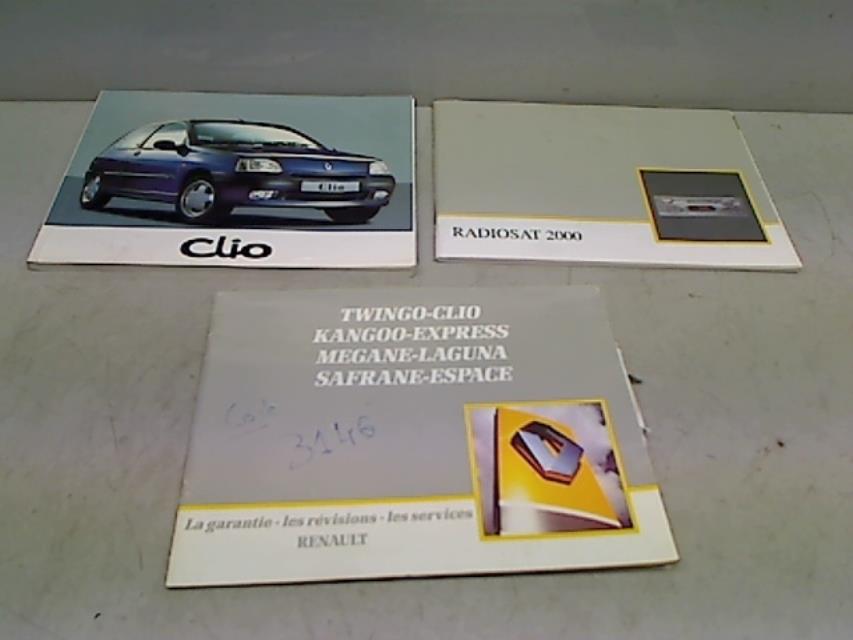 Clio
Clio
RADIOSAT 2000
TWINGO-CLIO
KANGOO-EXPRESS
MEGANE-LAGUNA
SAFRANE-ESPACE
3146
La garantie - les révisions - les services
RENAULT